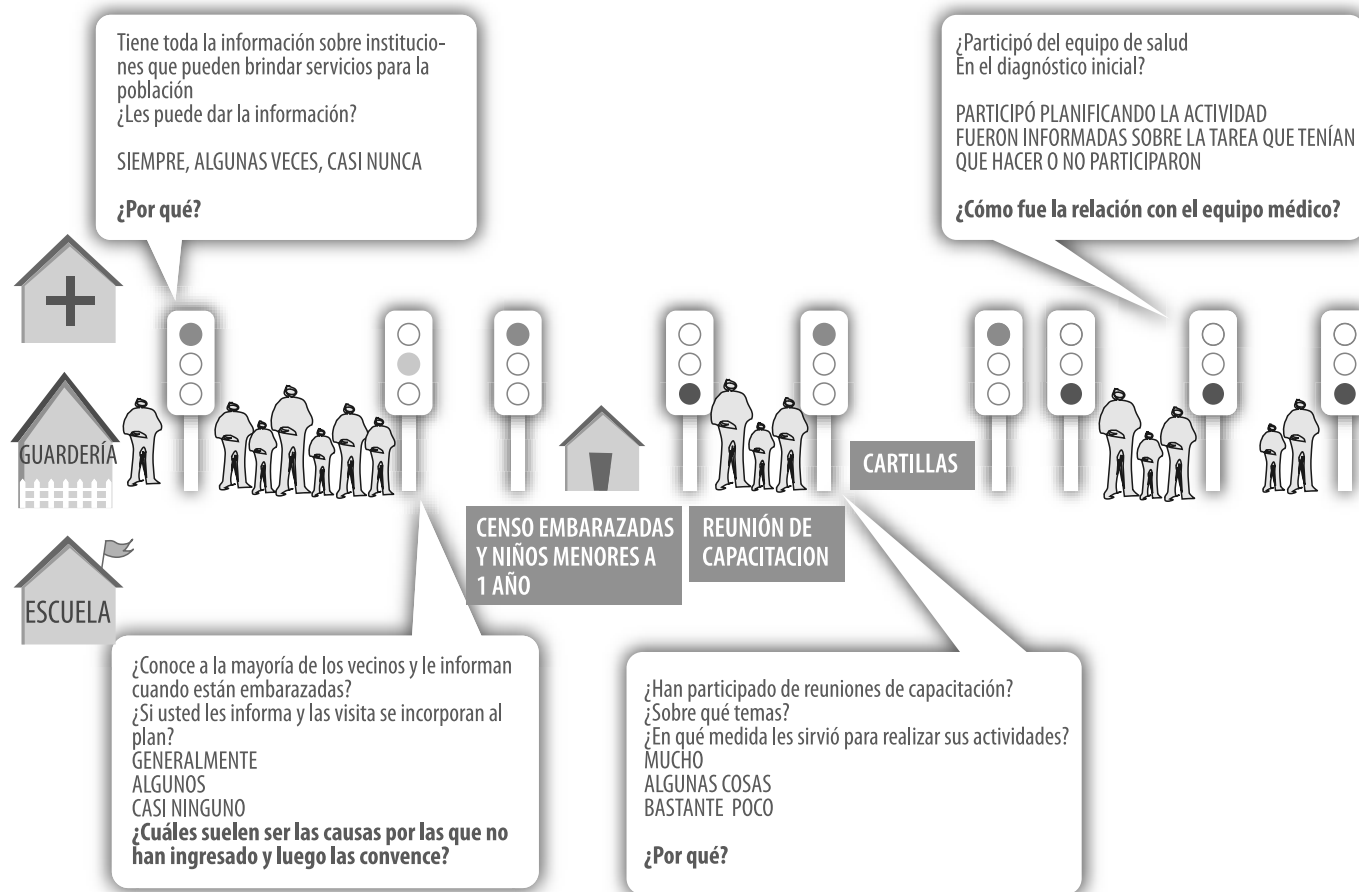 Tiene toda la información sobre institucio-
nes que pueden brindar servicios para la
población
¿Les puede dar la información?
SIEMPRE, ALGUNAS VECES, CASI NUNCA
¿Por qué?
¿Participó del equipo de salud
En el diagnóstico inicial?
PARTICIPÓ PLANIFICANDO LA ACTIVIDAD
FUERON INFORMADAS SOBRE LA TAREA QUE TENÍAN
QUE HACER O NO PARTICIPARON
¿Cómo fue la relación con el equipo médico?
GUARDERÍA
ESCUELA
CARTILLAS
CENSO EMBARAZADAS
Y NIÑOS MENORES A
1 AÑO
REUNIÓN DE
CAPACITACION
¿Conoce a la mayoría de los vecinos y le informan
cuando están embarazadas?
¿Si usted les informa y las visita se incorporan al
plan?
GENERALMENTE
ALGUNOS
CASI NINGUNO
¿Cuáles suelen ser las causas por las que no
han ingresado y luego las convence?
¿Han participado de reuniones de capacitación?
¿Sobre qué temas?
¿En qué medida les sirvió para realizar sus actividades?
MUCHO
ALGUNAS COSAS
BASTANTE POCO
¿Por qué?